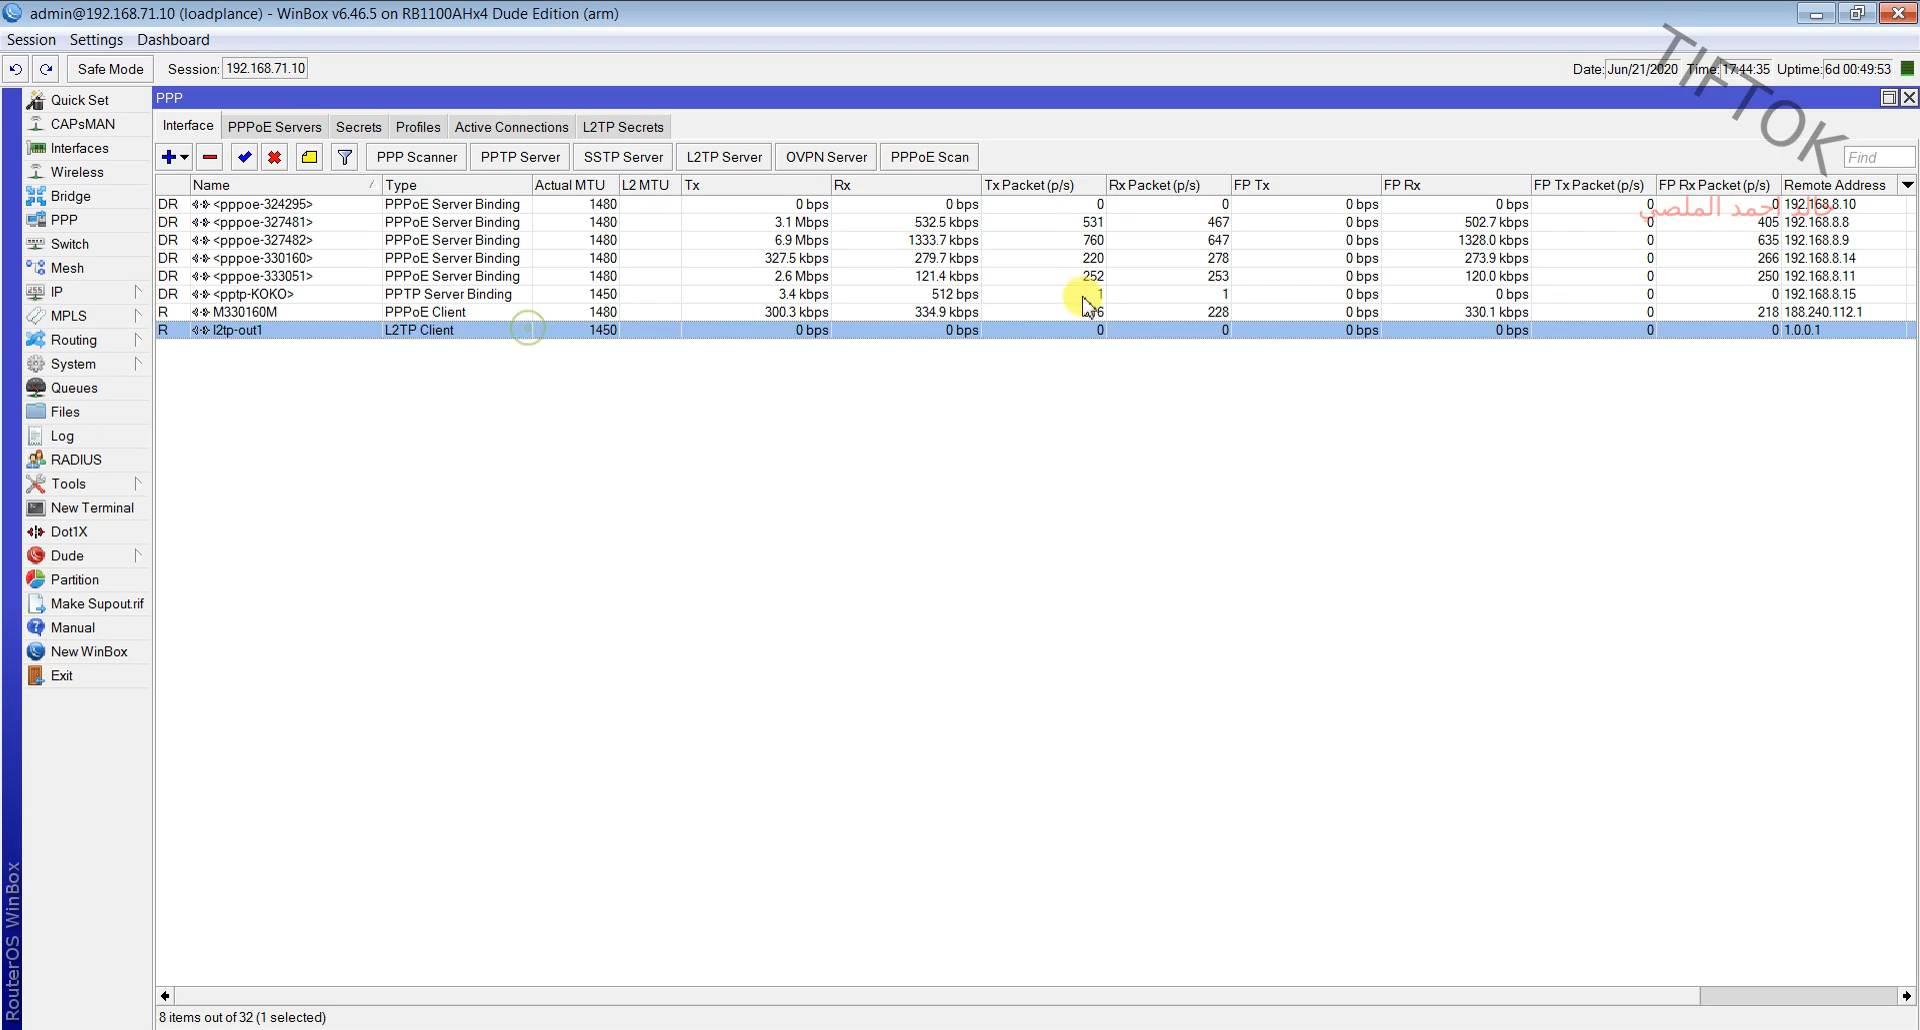 admin@192.168.71.10 (loadplance) - WinBox v6.46.5 on RB1100AHx4 Dude Edition (arm)
Session Settings Dashboard
Safe Mode Session: 192.168.71.10 Date: Jun/21/2020 Time: 17:44:35 Uptime: 6d 00:49:53
TIFTOK
خالد احمد الملصي
PPP
Interface PPPoE Servers Secrets Profiles Active Connections L2TP Secrets
PPP Scanner PPTP Server SSTP Server L2TP Server OVPN Server PPPoE Scan Find
Name Type Actual MTU L2 MTU Tx Rx Tx Packet (p/s) Rx Packet (p/s) FP Tx FP Rx FP Tx Packet (p/s) FP Rx Packet (p/s) Remote Address
DR <pppoe-324295> PPPoE Server Binding 1480 0 bps 0 bps 0 0 0 bps 0 bps 0 0 192.168.8.10
DR <pppoe-327481> PPPoE Server Binding 1480 3.1 Mbps 532.5 kbps 531 467 0 bps 502.7 kbps 0 405 192.168.8.8
DR <pppoe-327482> PPPoE Server Binding 1480 6.9 Mbps 1333.7 kbps 760 647 0 bps 1328.0 kbps 0 635 192.168.8.9
DR <pppoe-330160> PPPoE Server Binding 1480 327.5 kbps 279.7 kbps 220 278 0 bps 273.9 kbps 0 266 192.168.8.14
DR <pppoe-333051> PPPoE Server Binding 1480 2.6 Mbps 121.4 kbps 252 253 0 bps 120.0 kbps 0 250 192.168.8.11
DR <pptp-KOKO> PPTP Server Binding 1450 3.4 kbps 512 bps 1 1 0 bps 0 bps 0 0 192.168.8.15
R M330160M PPPoE Client 1480 300.3 kbps 334.9 kbps 228 0 bps 330.1 kbps 0 218 188.240.112.1
R l2tp-out1 L2TP Client 1450 0 bps 0 bps 0 0 0 bps 0 bps 0 0 1.0.0.1
8 items out of 32 (1 selected)
Quick Set
CAPsMAN
Interfaces
Wireless
Bridge
PPP
Switch
Mesh
IP
MPLS
Routing
System
Queues
Files
Log
RADIUS
Tools
New Terminal
Dot1X
Dude
Partition
Make Supout.rif
Manual
New WinBox
Exit
RouterOS WinBox